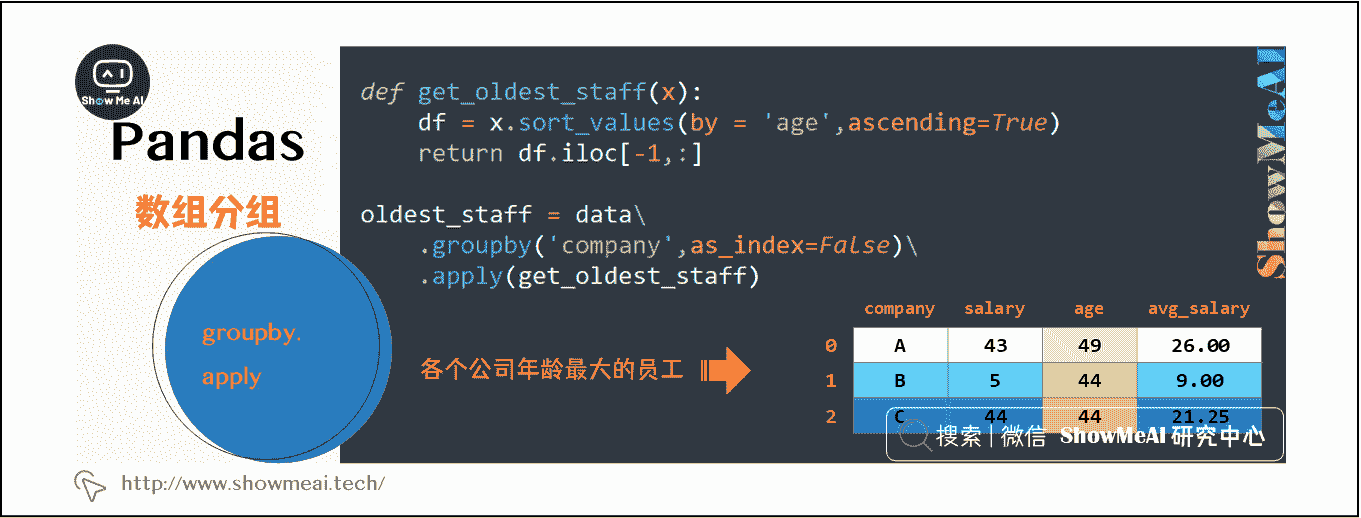 Show Me AI
Pandas
数组分组
groupby.
apply
def get_oldest_staff(x):
    df = x.sort_values(by = 'age',ascending=True)
    return df.iloc[-1,:]
oldest_staff = data\
    .groupby('company',as_index=False)\
    .apply(get_oldest_staff)
各个公司年龄最大的员工
company salary age avg_salary
0 A 43 49 26.00
1 B 5 44 9.00
2 C 44 44 21.25
搜索 | 微信 ShowMeAI 研究中心
ShowMeAI
http://www.showmeai.tech/